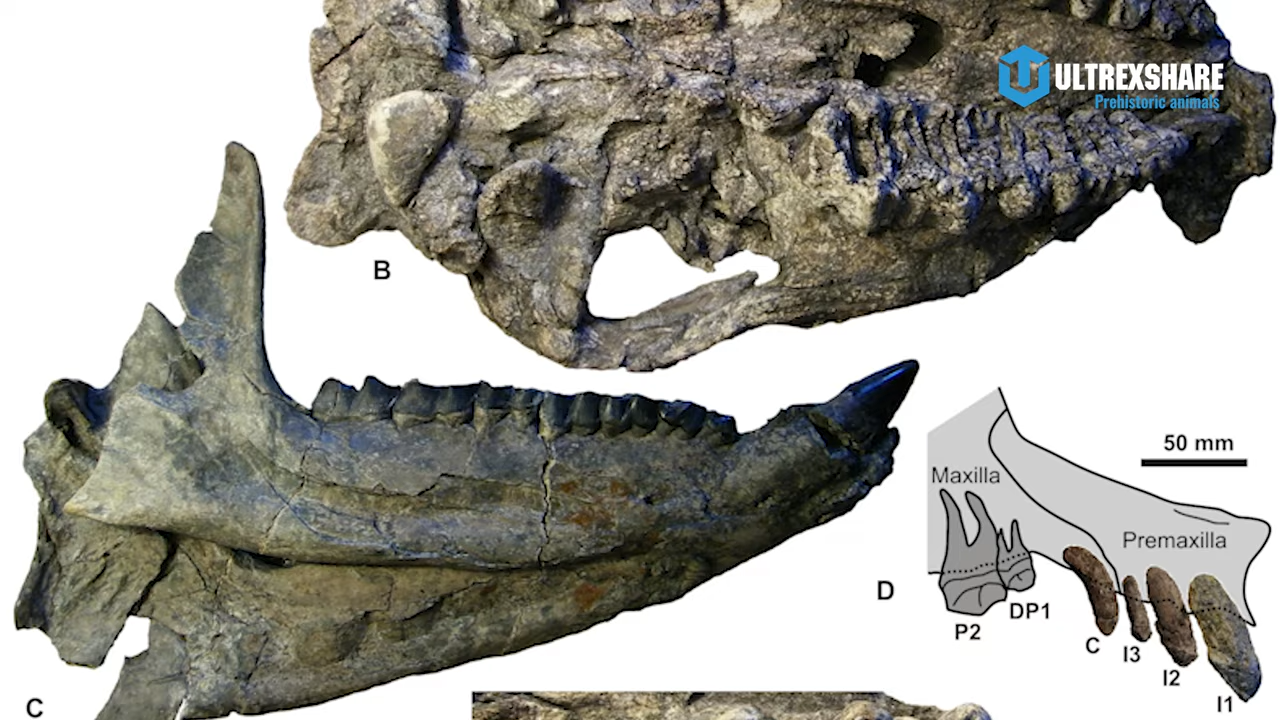 ULTREXSHARE
Prehistoric animals
B
50 mm
Maxilla
Premaxilla
D
P2
DP1
C
I3
I2
I1
C